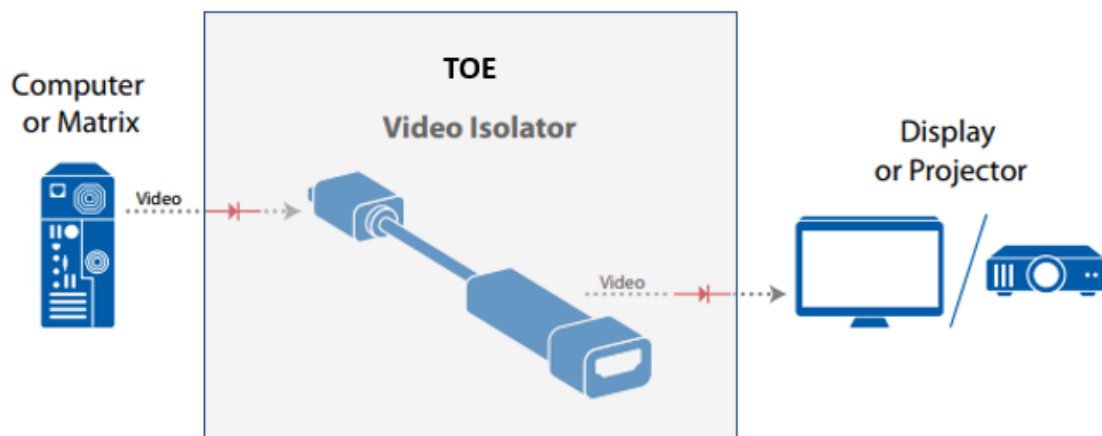 TOE
Video Isolator
Computer
or Matrix
Video
Display
or Projector
Video